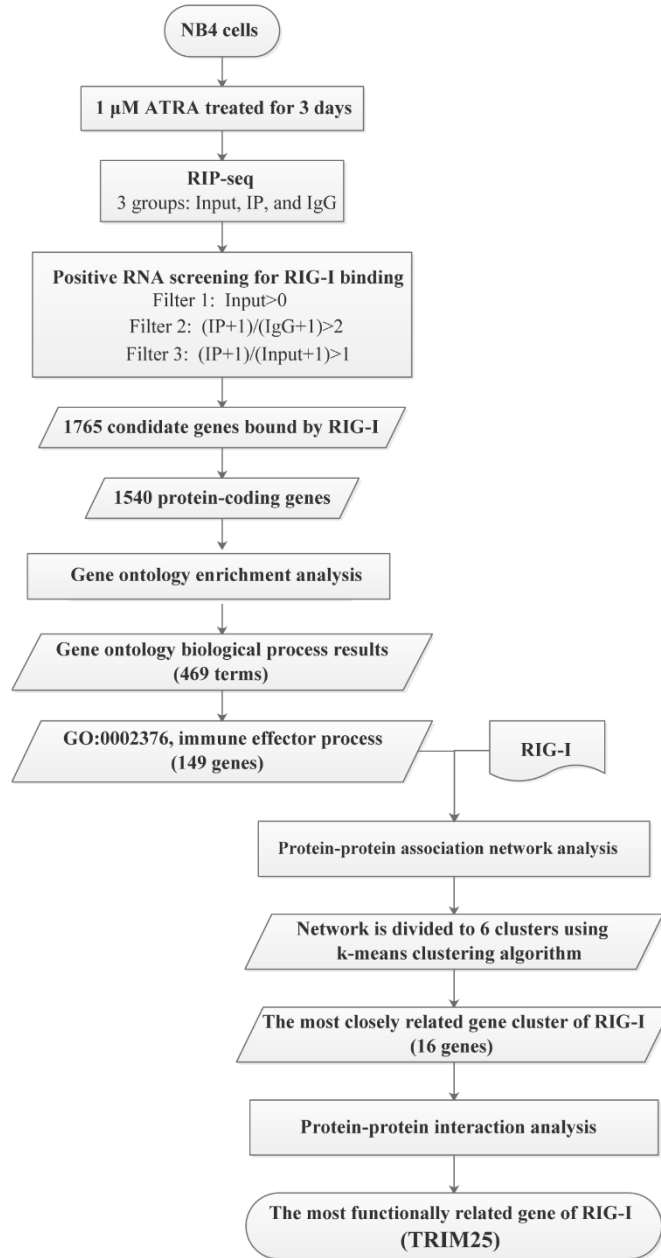 NB4 cells
1 μM ATRA treated for 3 days
RIP-seq
3 groups: Input, IP, and IgG
Positive RNA screening for RIG-I binding
Filter 1: Input>0
Filter 2: (IP+1)/(IgG+1)>2
Filter 3: (IP+1)/(Input+1)>1
1765 candidate genes bound by RIG-I
1540 protein-coding genes
Gene ontology enrichment analysis
Gene ontology biological process results
(469 terms)
GO:0002376, immune effector process
(149 genes)
RIG-I
Protein-protein association network analysis
Network is divided to 6 clusters using
k-means clustering algorithm
The most closely related gene cluster of RIG-I
(16 genes)
Protein-protein interaction analysis
The most functionally related gene of RIG-I
(TRIM25)